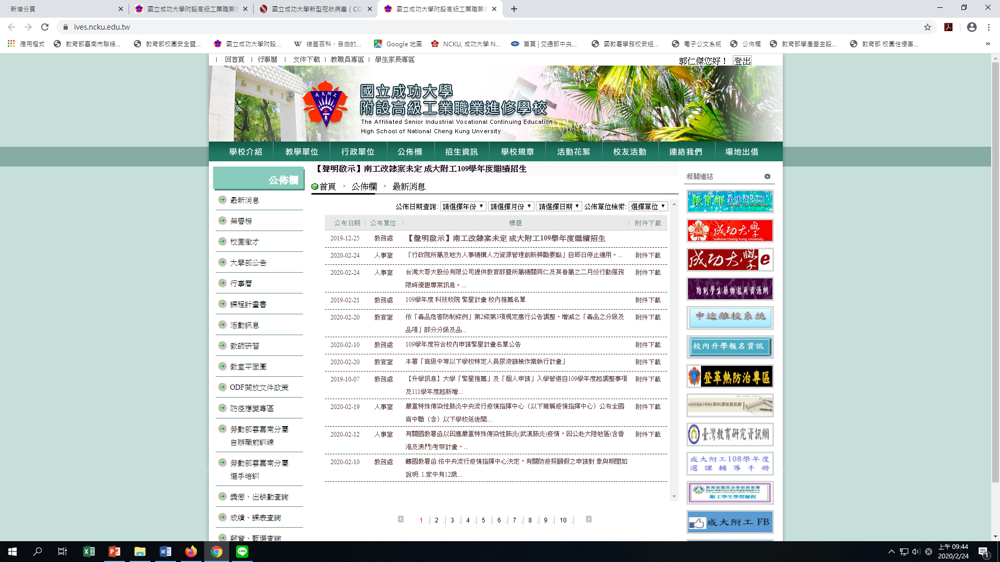 新增分頁
國立成功大學附設高級工業職業
國立成功大學新型冠狀病毒（CO
國立成功大學附設高級工業職業進
ives.ncku.edu.tw
應用程式
教育部臺南市聯絡...
教育部校園安全暨...
國立成功大學附設...
維基百科，自由的...
Google 地圖
NCKU, 成功大學 N...
首頁 | 交通部中央...
國教署學務校安組...
電子公文系統
公佈欄
教育部學產基金設...
教育部 校園性侵害...
回首頁 | 行事曆 | 文件下載 | 教職員專區 | 學生家長專區
郭仁傑您好！ 登出
成大附工
國立成功大學
附設高級工業職業進修學校
The Affiliated Senior Industrial Vocational Continuing Education
High School of National Cheng Kung Unversity
學校介紹 教學單位 行政單位 公佈欄 招生資訊 學校規章 活動花絮 校友活動 連絡我們 場地出借
公佈欄
最新消息
榮譽榜
校園徵才
大學部公告
行事曆
課程計畫書
活動訊息
教師研習
教室平面圖
ODF開放文件政策
防疫應變專區
勞動部雲嘉南分屬
自辦職前訓練
勞動部雲嘉南分屬
選手培訓
獎懲、出缺勤查詢
成績、課表查詢
薪資、甄選查詢
【聲明啟示】南工改隸案未定 成大附工109學年度繼續招生
首頁 > 公佈欄 > 最新消息
公佈日期查詢: 請選擇年份 請選擇月份 請選擇日期 公佈單位檢索: 選擇單位
公布日期 | 公布單位 | 標題 | 附件下載
2019-12-25 教務處 【聲明啟示】南工改隸案未定 成大附工109學年度繼續招生
2020-02-24 人事室 「行政院所屬及地方人事機構人力資源管理創新獎勵要點」自即日停止適用。... 附件下載
2020-02-24 人事室 台灣大哥大股份有限公司提供教育部暨所屬機關同仁及其眷屬之二月份行動服務 附件下載
限時優惠專案訊息。...
2019-02-21 教務處 109學年度 科技校院 繁星計畫 校內推薦名單 附件下載
2020-02-20 教官室 依「毒品危害防制條例」第2條第3項規定應行公告調整、增減之「毒品之分級及 附件下載
品項」部分分級及品...
2020-02-10 教務處 109學年度符合校內申請繁星計畫名單公告 附件下載
2020-02-20 教官室 本署「高級中等以下學校特定人員尿液篩檢作業執行計畫」 附件下載
2019-10-07 教務處 【升學訊息】大學「繁星推薦」及「個人申請」入學管道自109學年度起調整事項 附件下載
及111學年度起新增...
2020-02-19 人事室 嚴重特殊傳染性肺炎中央流行疫情指揮中心（以下簡稱疫情指揮中心）公布全國 附件下載
高中職（含）以下學校延後開...
2020-02-12 人事室 有關國教署函以因應嚴重特殊傳染性肺炎(武漢肺炎)疫情，因公赴大陸地區(含香 附件下載
港及澳門)考察計畫、...
2020-02-10 教務處 轉國教署函:依中央流行疫情指揮中心決定，有關防疫照顧假之申請對 象與期間如
說明: 1.家中有12歲...
1 . | 2 . | 3 . | 4 . | 5 . | 6 . | 7 . | 8 . | 9 . | 10 . |
相關連結
教育部 全球資訊網
Ministry of Education
成功大學
National Cheng Kung University
成功大學e
防制學生藥物濫用資源網
中途離校系統
校內升學報名資訊
登革熱防治專區
技術型高級中等學校 群科課程資訊網
臺灣教育研究資訊網
成大附工108學年度
選課輔導手冊
教育部國民及學前教育署
附工學生學習歷程
成大附工 FB
上午 09:44
2020/2/24
1